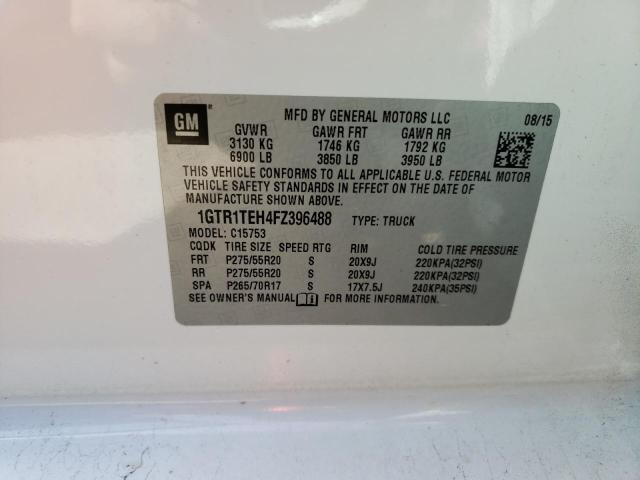 GM
MFD BY GENERAL MOTORS LLC 08/15
GVWR GAWR FRT GAWR RR
3130 KG 1746 KG 1792 KG
6900 LB 3850 LB 3950 LB
THIS VEHICLE CONFORMS TO ALL APPLICABLE U.S. FEDERAL MOTOR
VEHICLE SAFETY STANDARDS IN EFFECT ON THE DATE OF
MANUFACTURE SHOWN ABOVE.
1GTR1TEH4FZ396488 TYPE: TRUCK
MODEL: C15753
CQDK TIRE SIZE SPEED RTG RIM COLD TIRE PRESSURE
FRT P275/55R20 S 20X9J 220KPA(32PSI)
RR P275/55R20 S 20X9J 220KPA(32PSI)
SPA P265/70R17 S 17X7.5J 240KPA(35PSI)
SEE OWNER'S MANUAL FOR MORE INFORMATION.